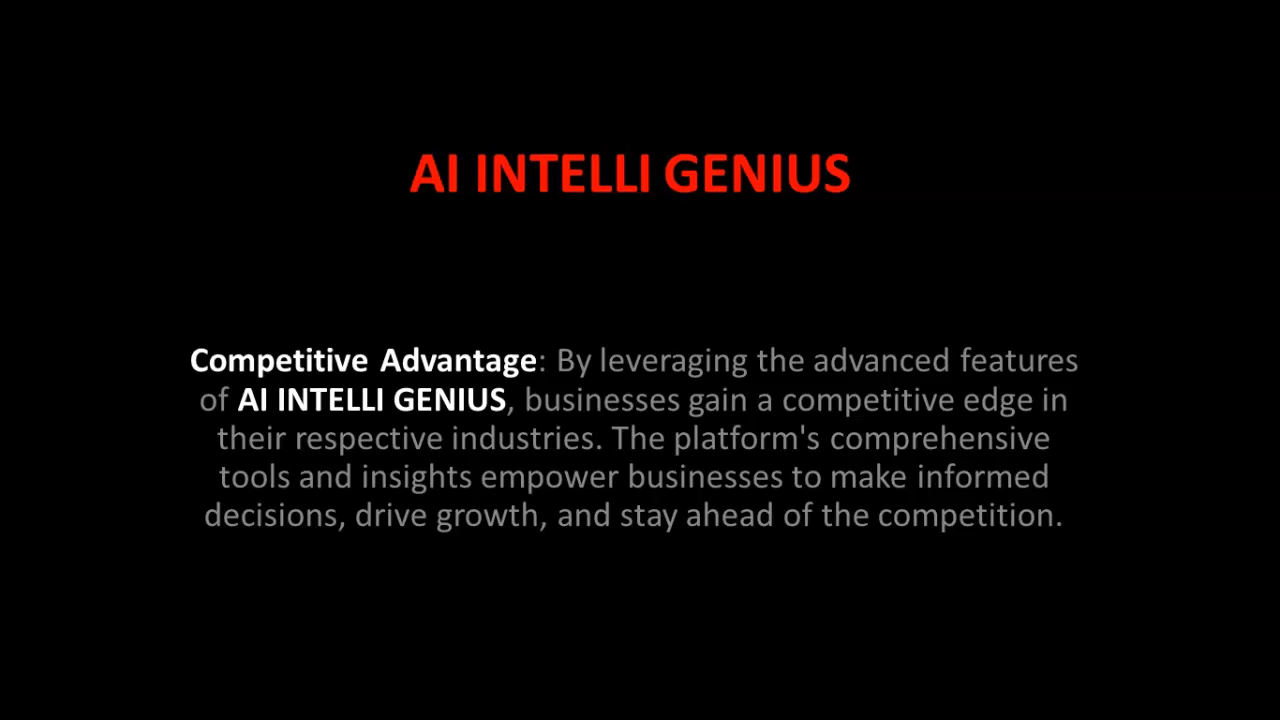 AI INTELLI GENIUS
Competitive Advantage: By leveraging the advanced features
of AI INTELLI GENIUS, businesses gain a competitive edge in
their respective industries. The platform's comprehensive
tools and insights empower businesses to make informed
decisions, drive growth, and stay ahead of the competition.